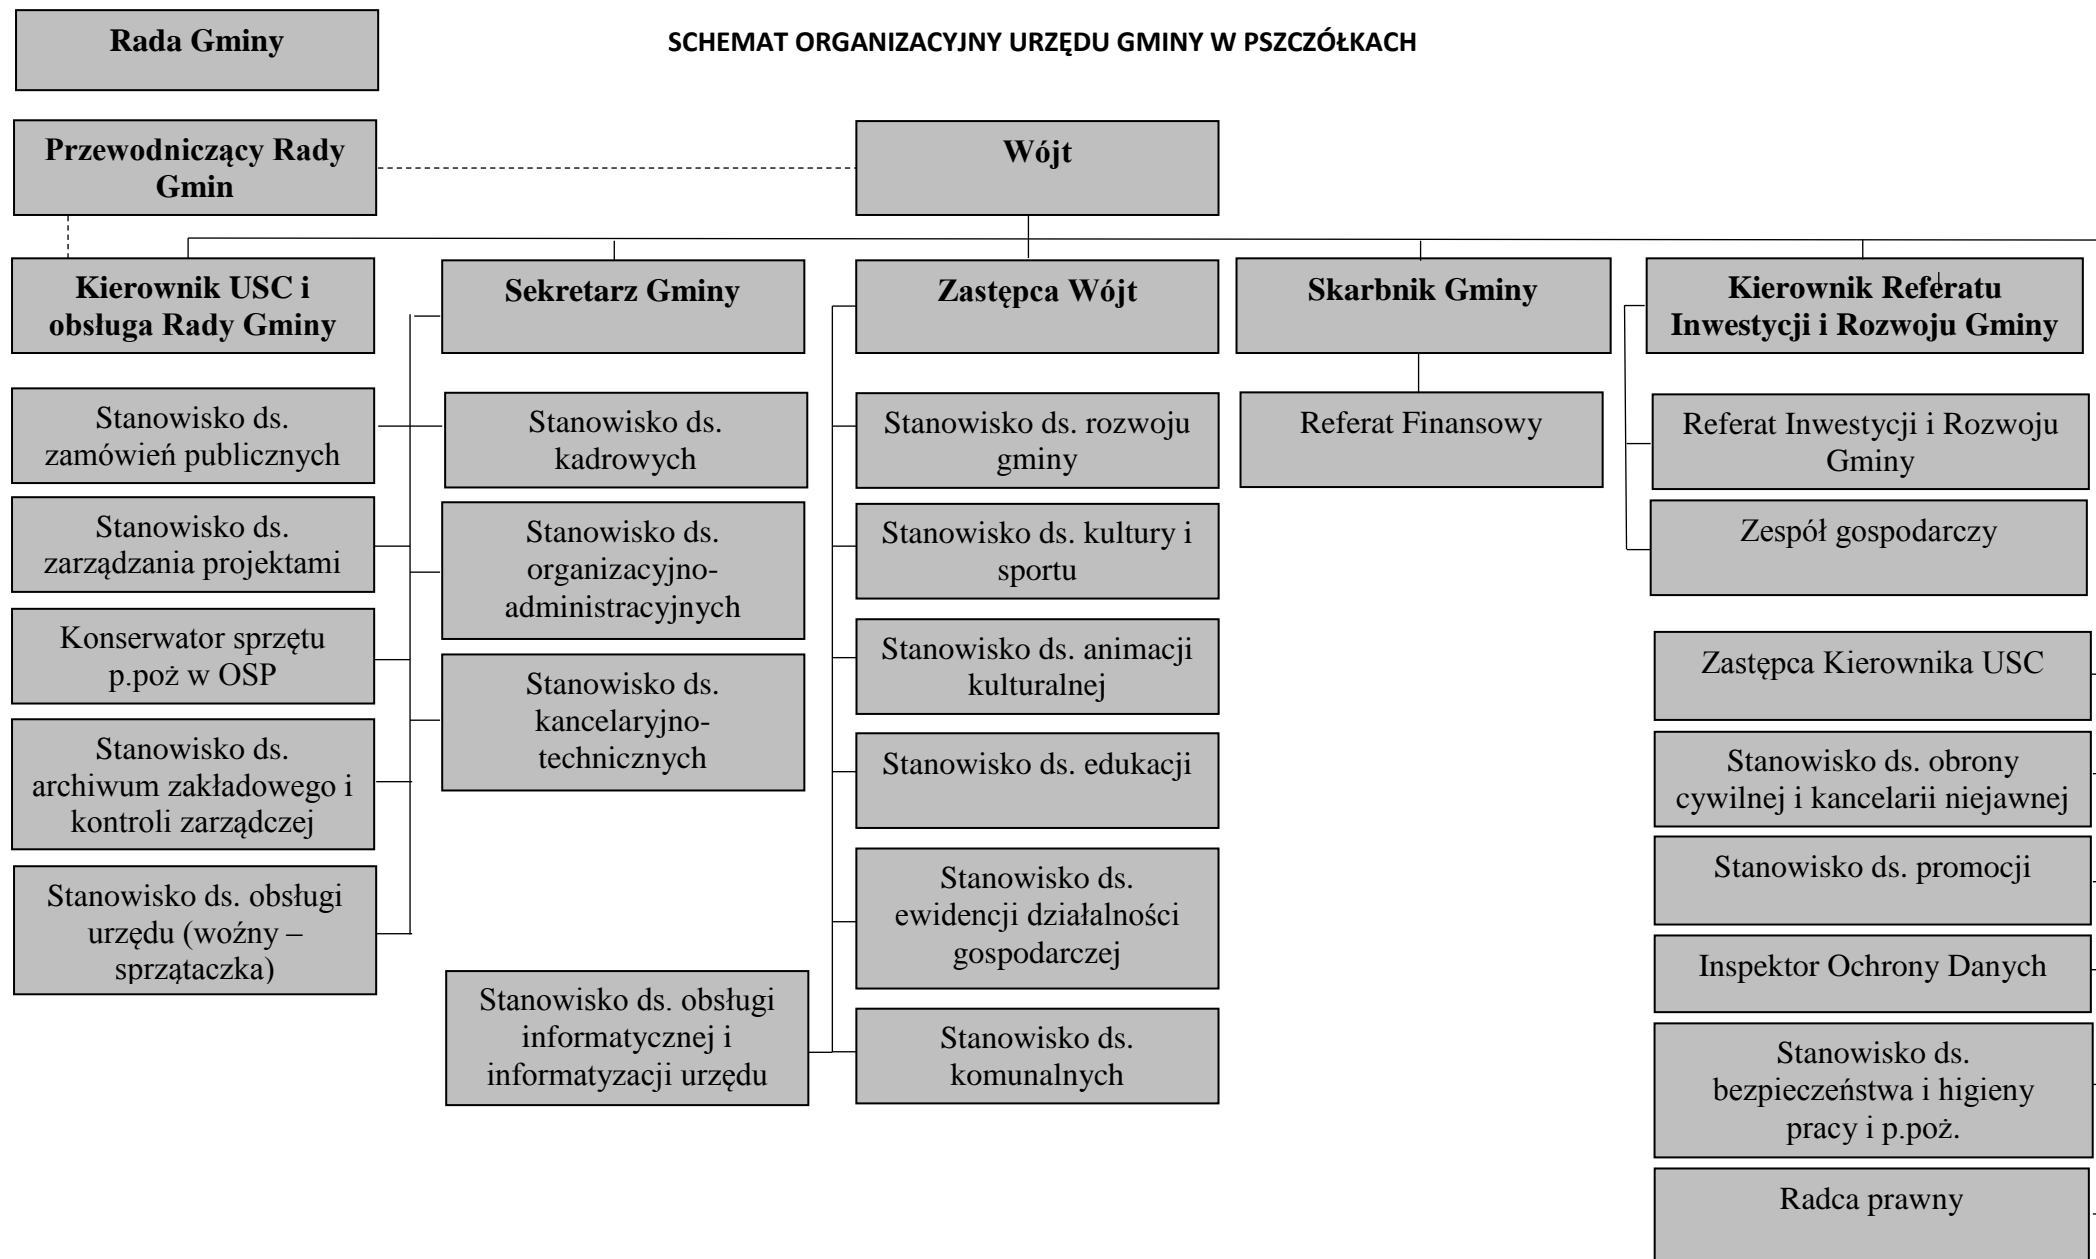 Rada Gminy
SCHEMAT ORGANIZACYJNY URZĘDU GMINY W PSZCZÓŁKACH
Przewodniczący Rady
Gmin
Wójt
Kierownik USC i
obsługa Rady Gminy
Sekretarz Gminy
Zastępca Wójt
Skarbnik Gminy
Kierownik Referatu
Inwestycji i Rozwoju Gminy
Stanowisko ds.
zamówień publicznych
Stanowisko ds.
zarządzania projektami
Konserwator sprzętu
p.poż w OSP
Stanowisko ds.
archiwum zakładowego i
kontroli zarządczej
Stanowisko ds. obsługi
urzędu (woźny –
sprzątaczka)
Stanowisko ds.
kadrowych
Stanowisko ds.
organizacyjno-
administracyjnych
Stanowisko ds.
kancelaryjno-
technicznych
Stanowisko ds. obsługi
informatycznej i
informatyzacji urzędu
Stanowisko ds. rozwoju
gminy
Stanowisko ds. kultury i
sportu
Stanowisko ds. animacji
kulturalnej
Stanowisko ds. edukacji
Stanowisko ds.
ewidencji działalności
gospodarczej
Stanowisko ds.
komunalnych
Referat Finansowy
Referat Inwestycji i Rozwoju
Gminy
Zespół gospodarczy
Zastępca Kierownika USC
Stanowisko ds. obrony
cywilnej i kancelarii niejawnej
Stanowisko ds. promocji
Inspektor Ochrony Danych
Stanowisko ds.
bezpieczeństwa i higieny
pracy i p.poż.
Radca prawny